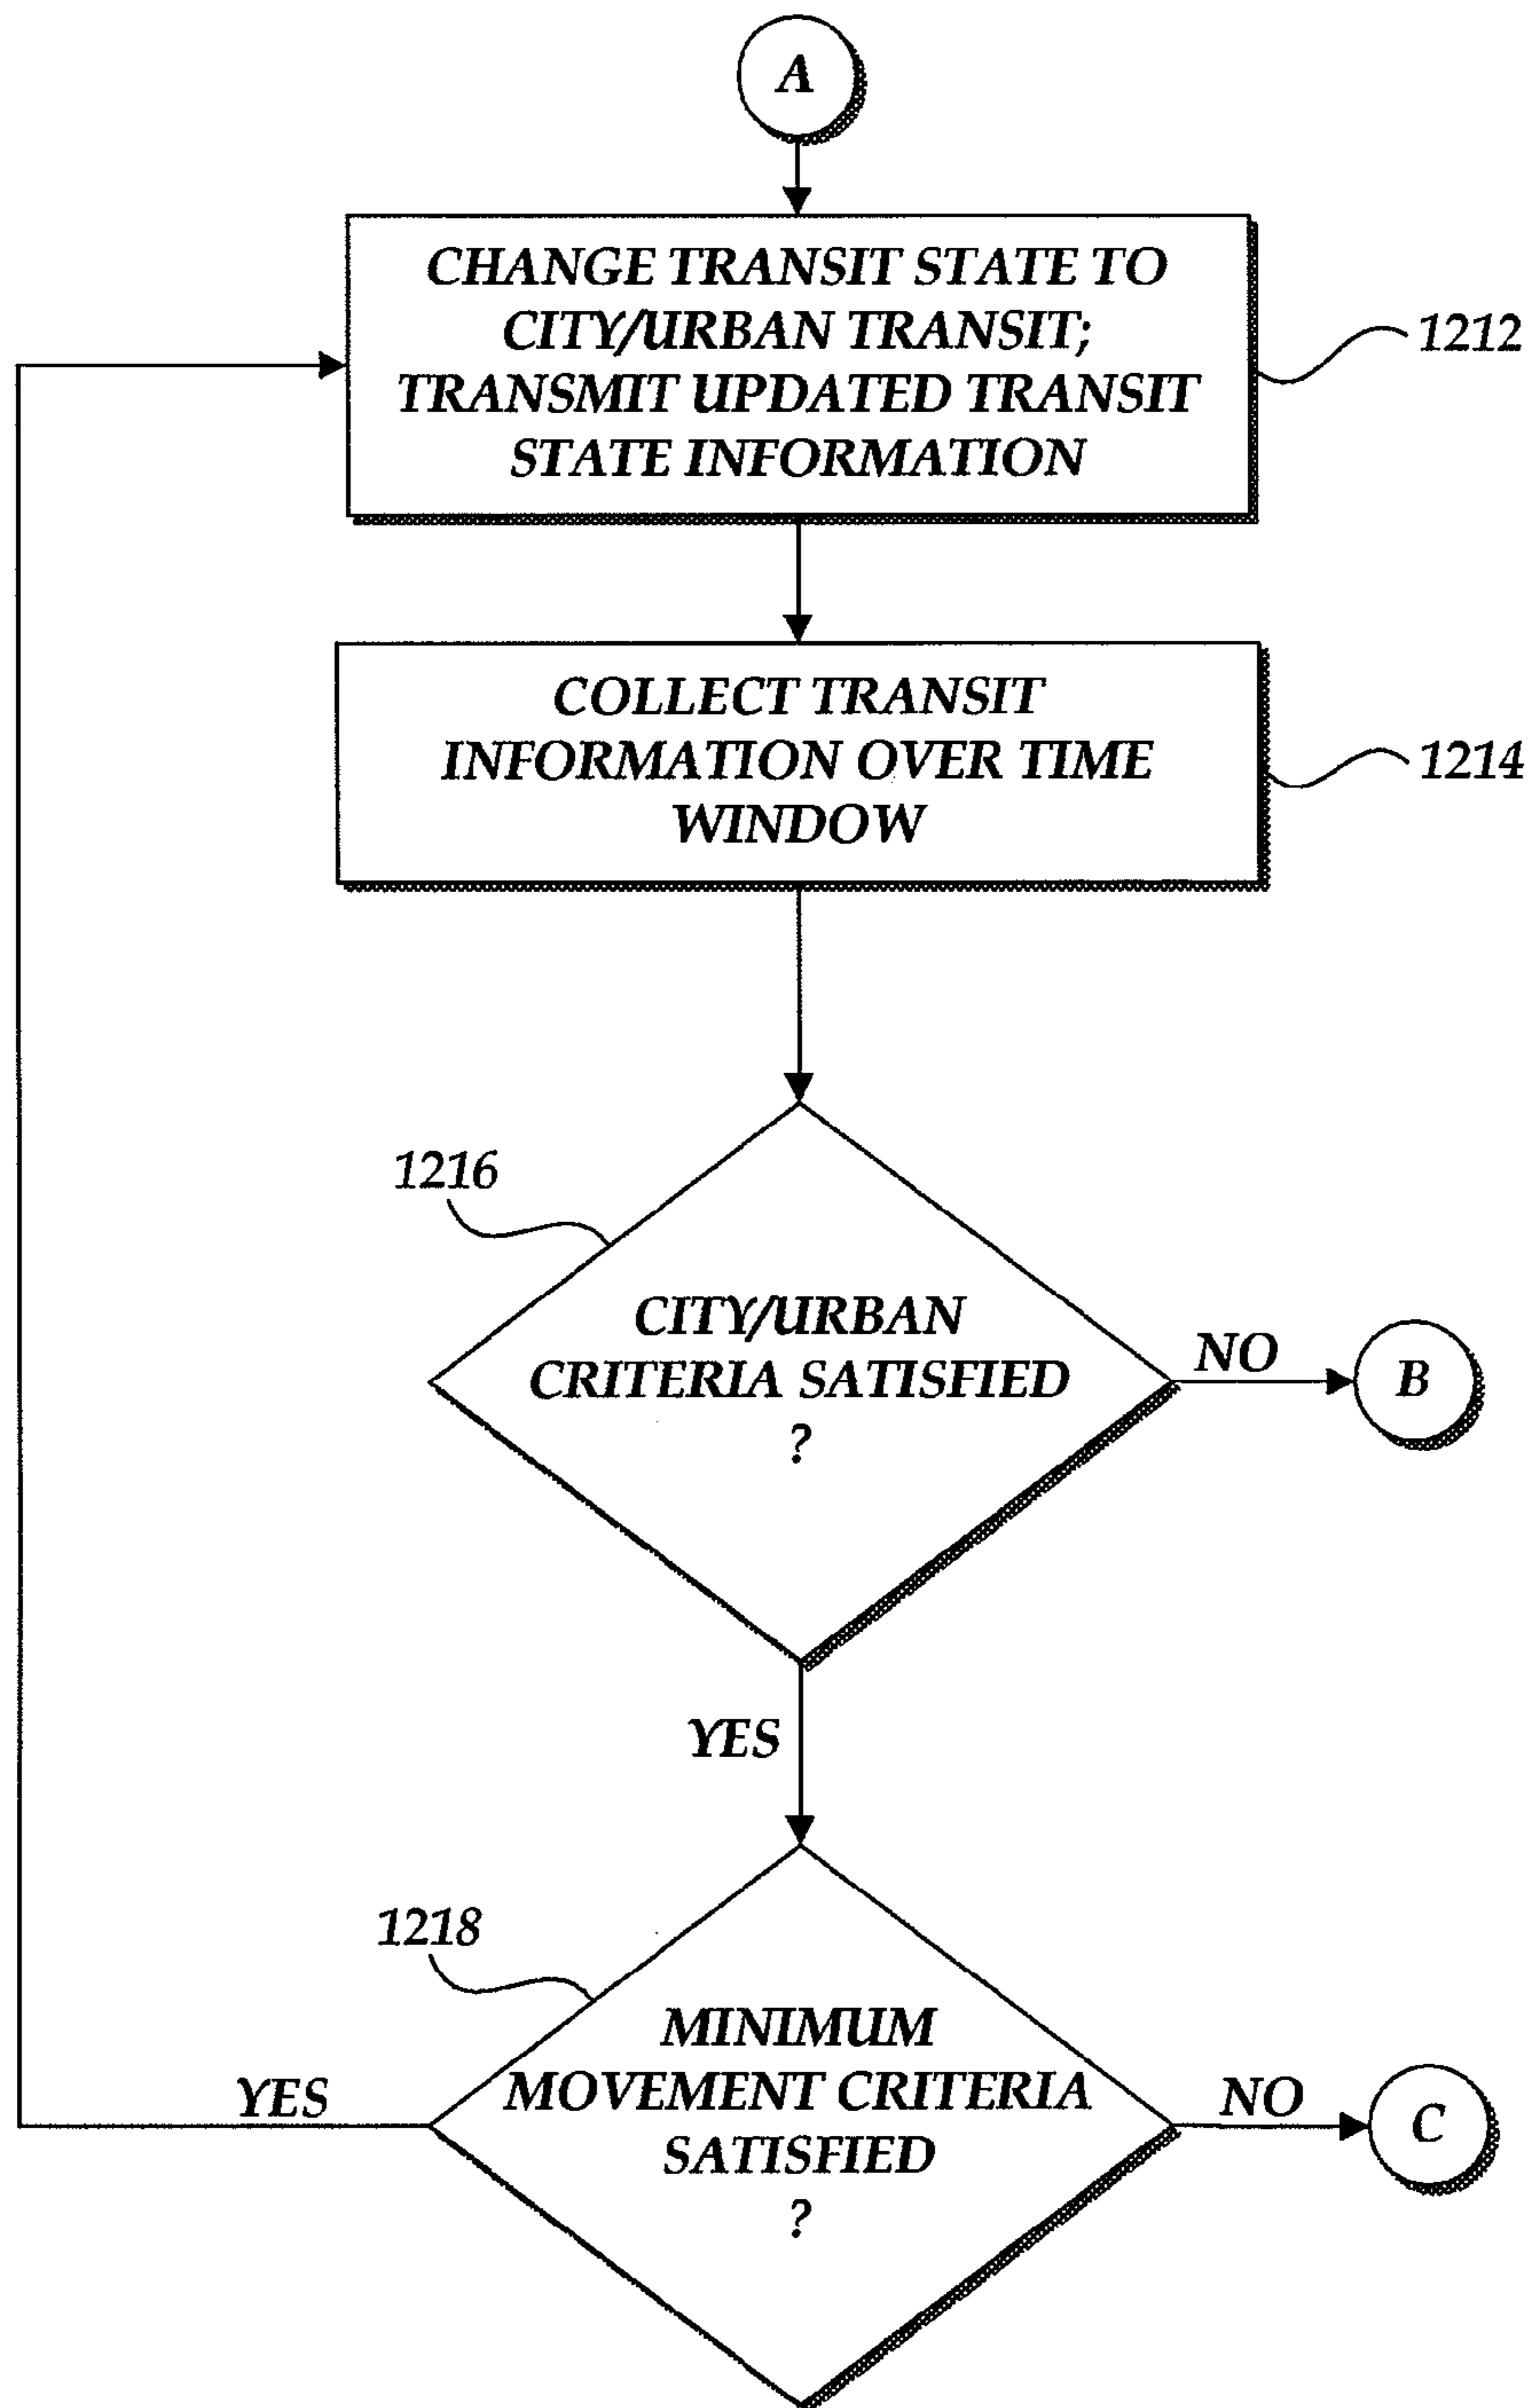 A
CHANGE TRANSIT STATE TO
CITY/URBAN TRANSIT;
TRANSMIT UPDATED TRANSIT
STATE INFORMATION
1212
COLLECT TRANSIT
INFORMATION OVER TIME
WINDOW
1214
1216
CITY/URBAN
CRITERIA SATISFIED
?
NO
B
YES
1218
MINIMUM
MOVEMENT CRITERIA
SATISFIED
?
YES
NO
C